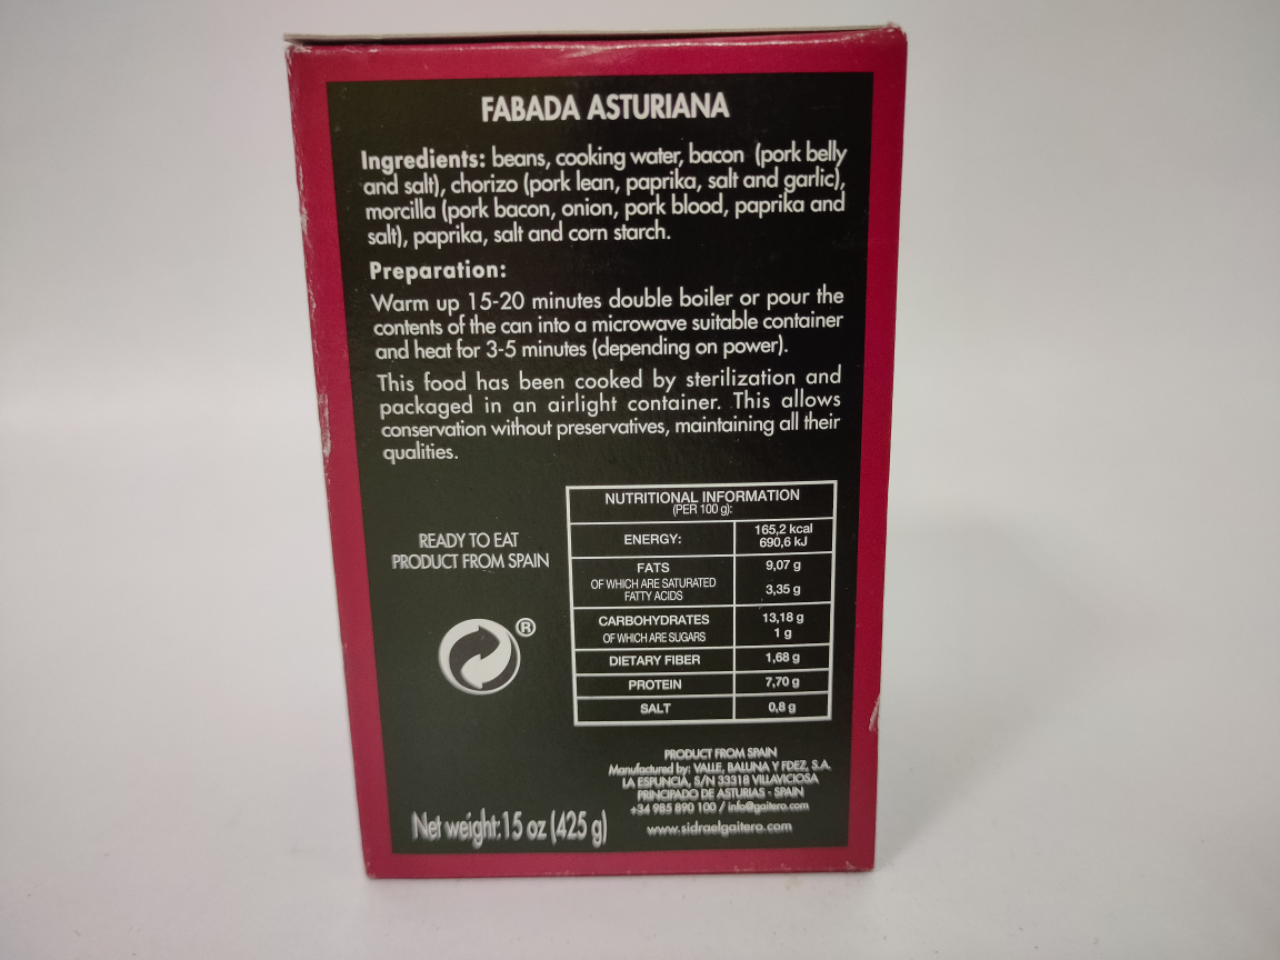 FABADA ASTURIANA
Ingredients: beans, cooking water, bacon (pork belly
and salt), chorizo (pork lean, paprika, salt and garlic),
morcilla (pork bacon, onion, pork blood, paprika and
salt), paprika, salt and corn starch.
Preparation:
Warm up 15-20 minutes double boiler or pour the
contents of the can into a microwave suitable container
and heat for 3-5 minutes (depending on power).
This food has been cooked by sterilization and
packaged in an airlight container. This allows
conservation without preservatives, maintaining all their
qualities.
READY TO EAT
PRODUCT FROM SPAIN
®
NUTRITIONAL INFORMATION
(PER 100 g):
ENERGY: 165,2 kcal
690,6 kJ
FATS 9,07 g
OF WHICH ARE SATURATED
FATTY ACIDS 3,35 g
CARBOHYDRATES 13,18 g
OF WHICH ARE SUGARS 1 g
DIETARY FIBER 1,68 g
PROTEIN 7,70 g
SALT 0,8 g
PRODUCT FROM SPAIN
Manufactured by: VALLE, BALUNA Y FDEZ, S.A.
LA ESPUNCIA, S/N 33318 VILLAVICIOSA
PRINCIPADO DE ASTURIAS - SPAIN
+34 985 890 100 / info@gaitero.com
www.sidraelgaitero.com
Net weight: 15 oz (425 g)